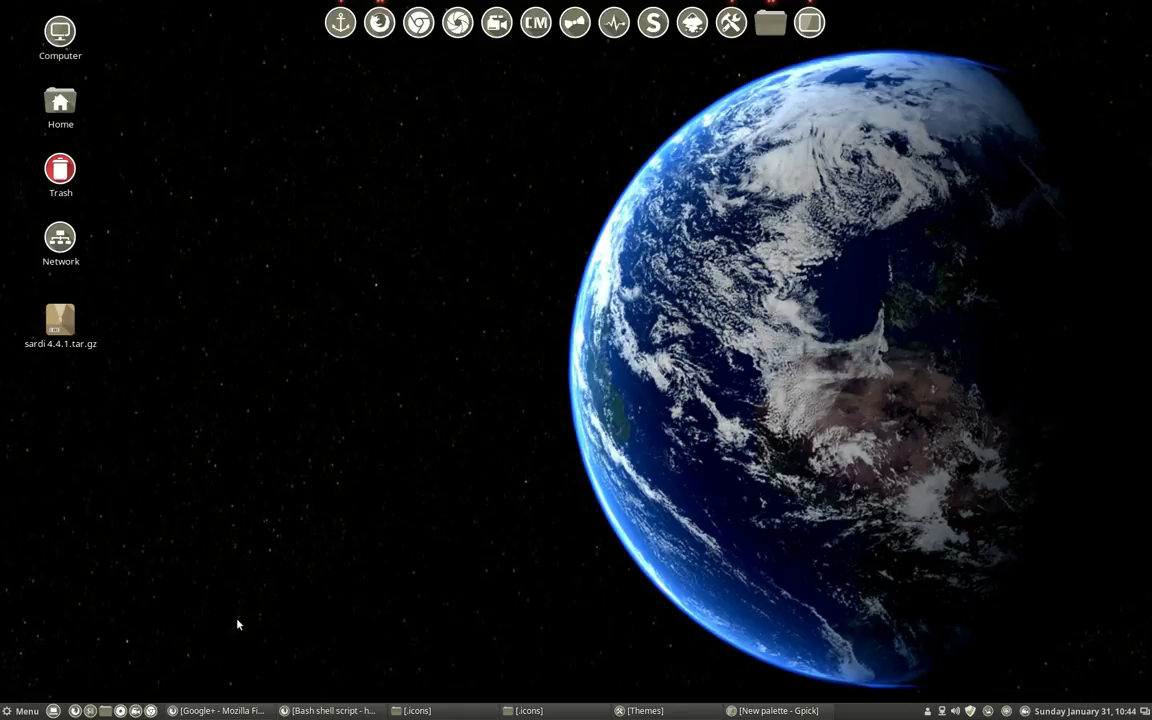 CM
S
Computer
Home
Trash
Network
sardi 4.4.1.tar.gz
Menu
[Google+ - Mozilla Fi...
[Bash shell script - h...
[.icons]
[.icons]
[Themes]
[New palette - Gpick]
Sunday January 31, 10:44